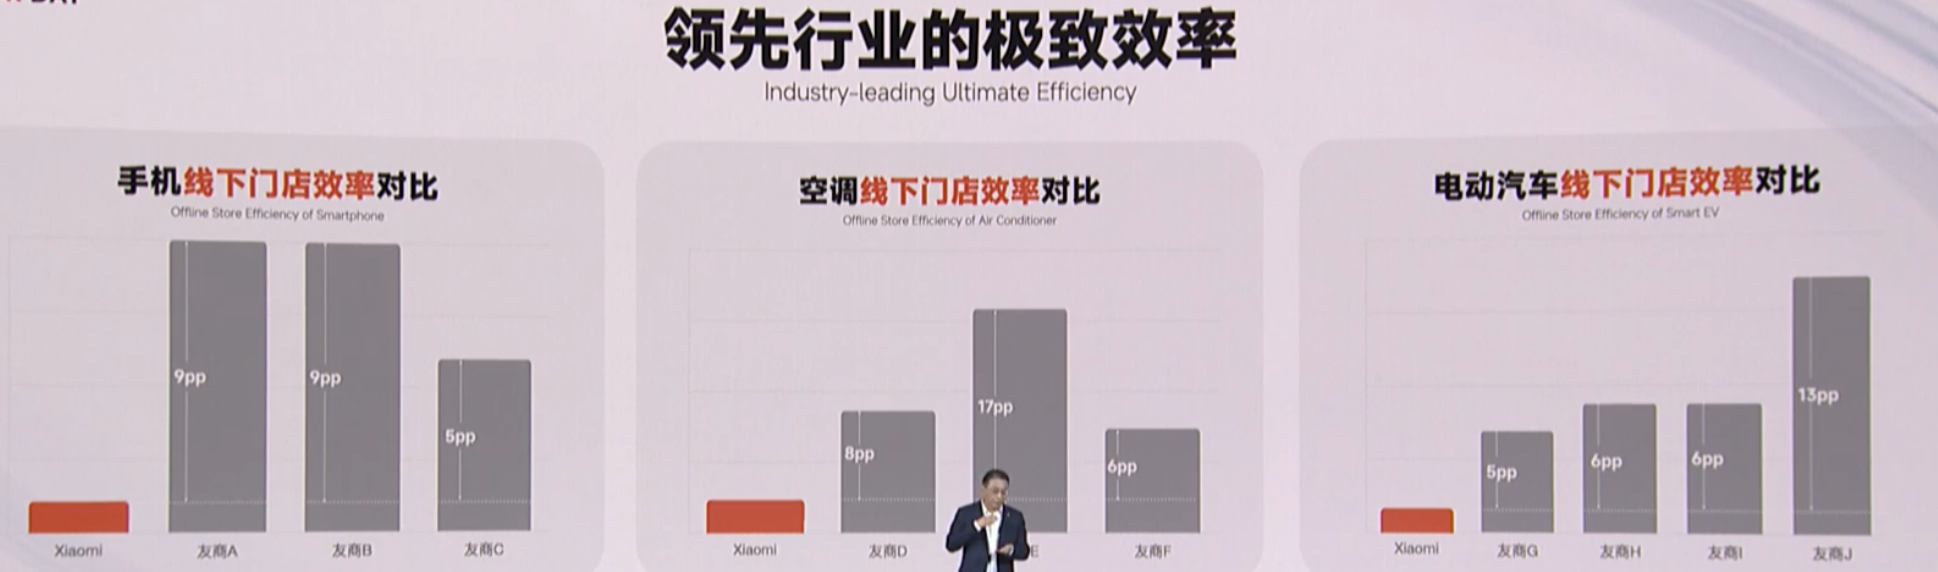 领先行业的极致效率
Industry-leading Ultimate Efficiency
手机线下门店效率对比
Offline Store Efficiency of Smartphone
9pp
9pp
5pp
Xiaomi
友商A
友商B
友商C
空调线下门店效率对比
Offline Store Efficiency of Air Conditioner
8pp
17pp
6pp
Xiaomi
友商D
E
友商F
电动汽车线下门店效率对比
Offline Store Efficiency of Smart EV
5pp
6pp
6pp
13pp
Xiaomi
友商G
友商H
友商I
友商J